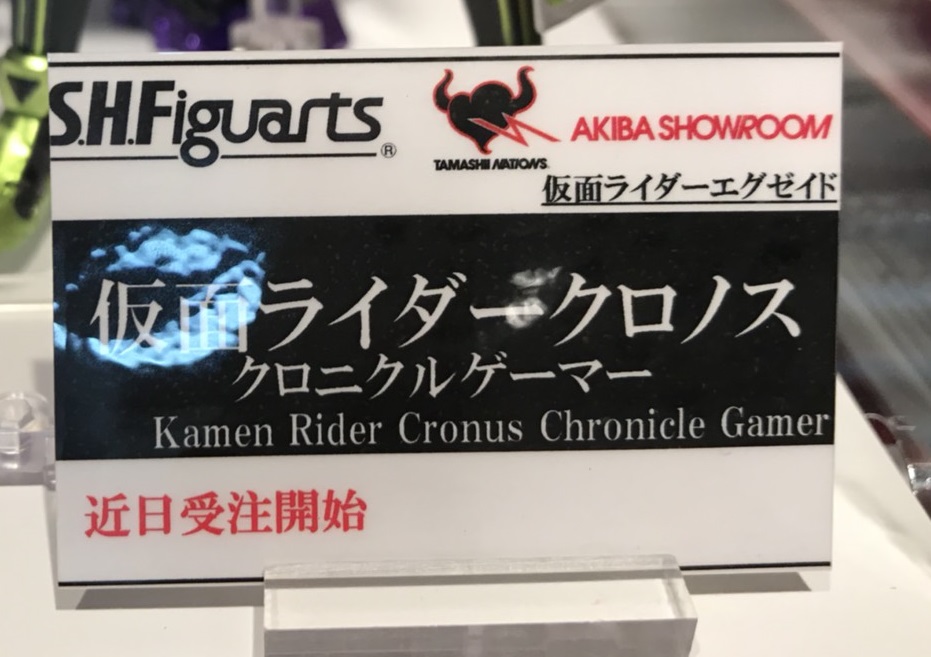 S.H.Figuarts®
TAMASHII NATIONS
AKIBA SHOWROOM
仮面ライダーエグゼイド
仮面ライダークロノス
クロニクルゲーマー
Kamen Rider Cronus Chronicle Gamer
近日受注開始